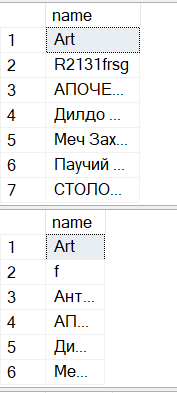 name
1 Art
2 R2131frsg
3 АПОЧЕ...
4 Дилдо ...
5 Меч Зах...
6 Паучий ...
7 СТОЛО...
name
1 Art
2 f
3 Ант...
4 АП...
5 Ди...
6 Ме...